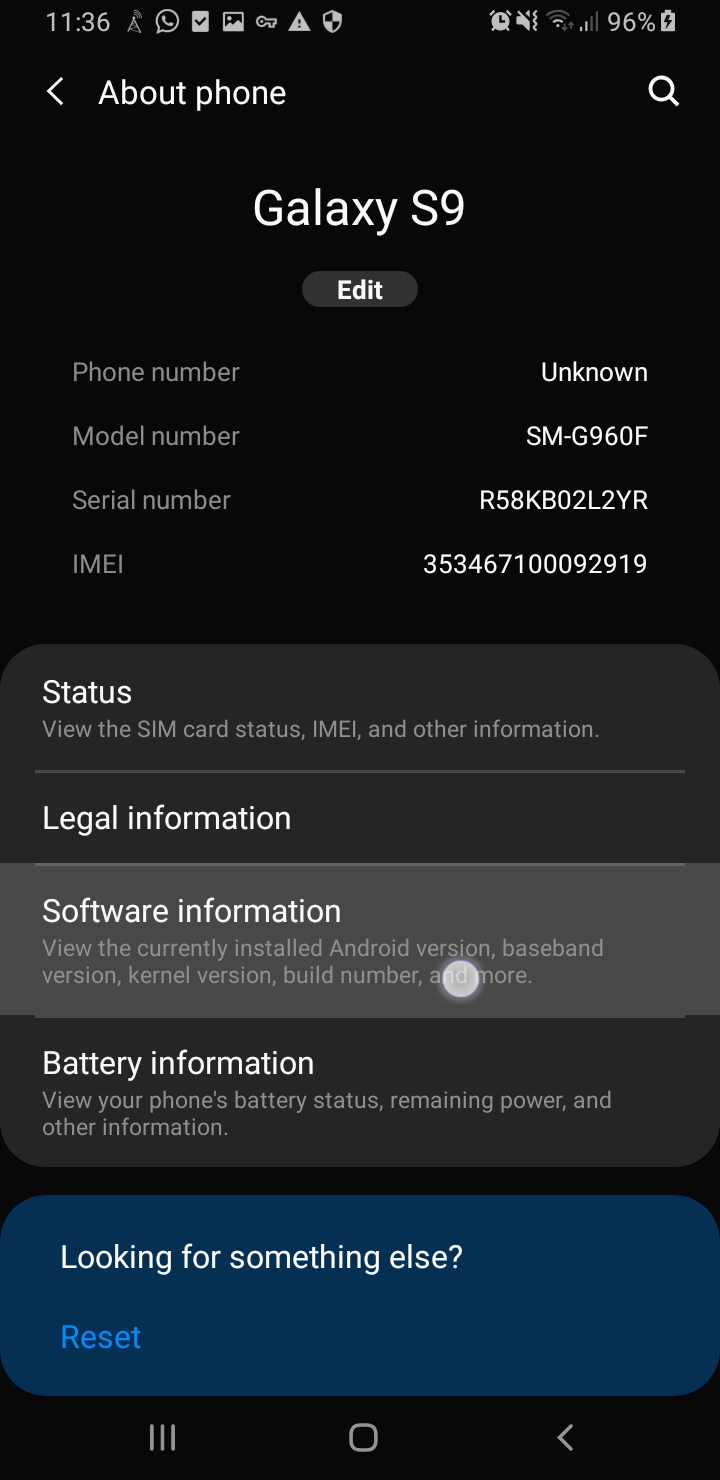 11:36 96%
About phone
Galaxy S9
Edit
Phone number Unknown
Model number SM-G960F
Serial number R58KB02L2YR
IMEI 353467100092919
Status
View the SIM card status, IMEI, and other information.
Legal information
Software information
View the currently installed Android version, baseband
version, kernel version, build number, and more.
Battery information
View your phone's battery status, remaining power, and
other information.
Looking for something else?
Reset